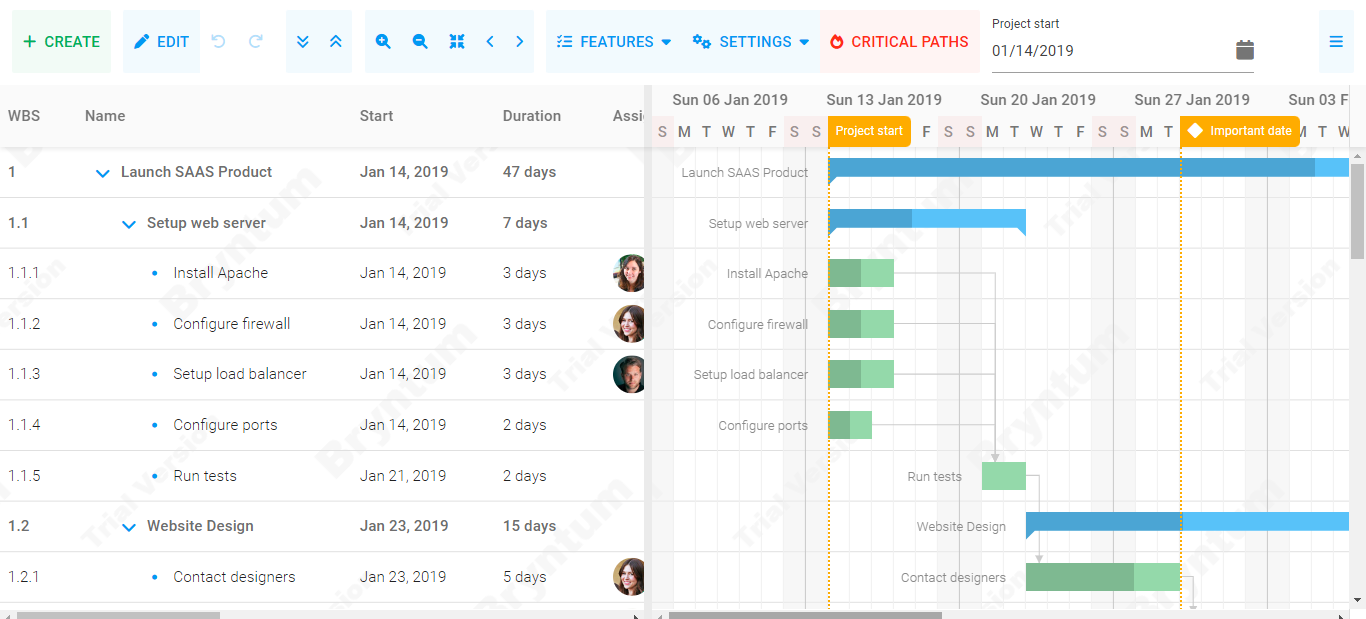 CREATE
EDIT
FEATURES
SETTINGS
CRITICAL PATHS
Project start
01/14/2019
WBS Name Start Duration Assi
Sun 06 Jan 2019 Sun 13 Jan 2019 Sun 20 Jan 2019 Sun 27 Jan 2019 Sun 03 F
S M T W T F S S Project start F S S M T W T F S S M T Important date M T W
1 Launch SAAS Product Jan 14, 2019 47 days Launch SAAS Product
1.1 Setup web server Jan 14, 2019 7 days Setup web server
1.1.1 Install Apache Jan 14, 2019 3 days Install Apache
1.1.2 Configure firewall Jan 14, 2019 3 days Configure firewall
1.1.3 Setup load balancer Jan 14, 2019 3 days Setup load balancer
1.1.4 Configure ports Jan 14, 2019 2 days Configure ports
1.1.5 Run tests Jan 21, 2019 2 days Run tests
1.2 Website Design Jan 23, 2019 15 days Website Design
1.2.1 Contact designers Jan 23, 2019 5 days Contact designers
Bryntum
Trial Version